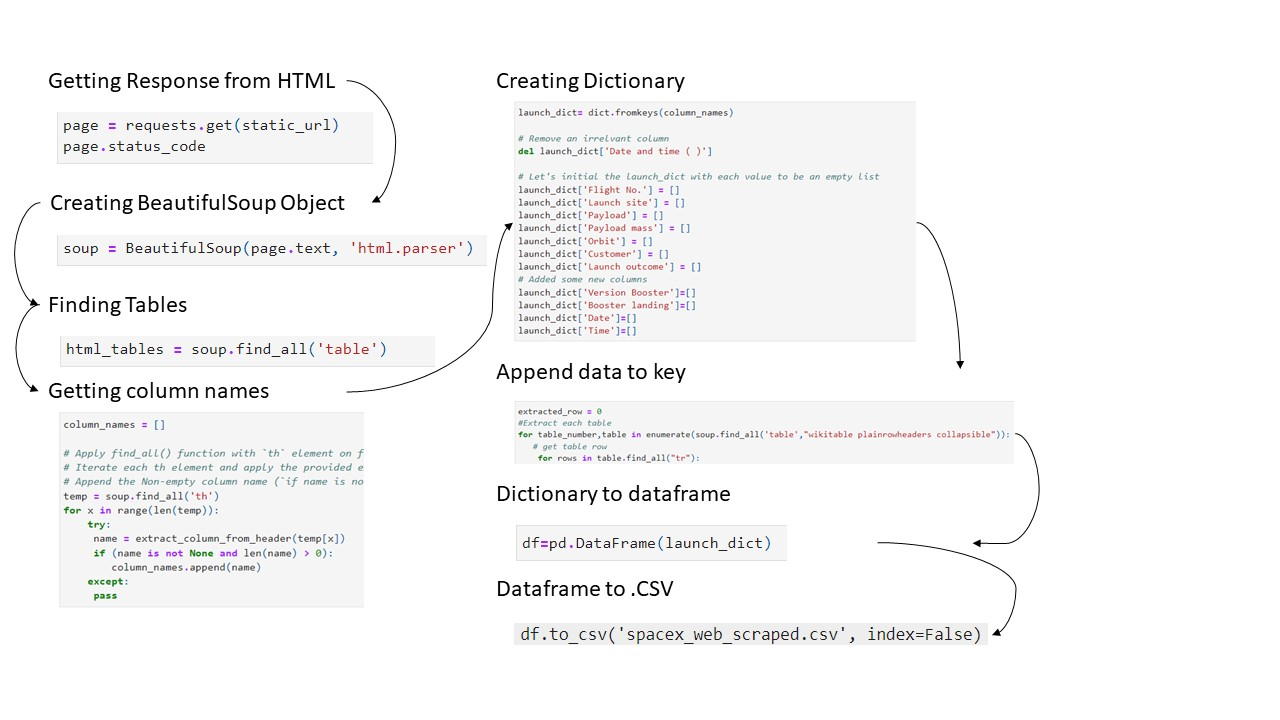 Getting Response from HTML
page = requests.get(static_url)
page.status_code
Creating BeautifulSoup Object
soup = BeautifulSoup(page.text, 'html.parser')
Finding Tables
html_tables = soup.find_all('table')
Getting column names
column_names = []
# Apply find_all() function with `th` element on f
# Iterate each th element and apply the provided e
# Append the Non-empty column name (`if name is no
temp = soup.find_all('th')
for x in range(len(temp)):
try:
name = extract_column_from_header(temp[x])
if (name is not None and len(name) > 0):
column_names.append(name)
except:
pass
Creating Dictionary
launch_dict= dict.fromkeys(column_names)
# Remove an irrelvant column
del launch_dict['Date and time ( )']
# Let's initial the launch_dict with each value to be an empty list
launch_dict['Flight No.'] = []
launch_dict['Launch site'] = []
launch_dict['Payload'] = []
launch_dict['Payload mass'] = []
launch_dict['Orbit'] = []
launch_dict['Customer'] = []
launch_dict['Launch outcome'] = []
# Added some new columns
launch_dict['Version Booster']=[]
launch_dict['Booster landing']=[]
launch_dict['Date']=[]
launch_dict['Time']=[]
Append data to key
extracted_row = 0
#Extract each table
for table_number,table in enumerate(soup.find_all('table',"wikitable plainrowheaders collapsible")):
# get table row
for rows in table.find_all("tr"):
Dictionary to dataframe
df=pd.DataFrame(launch_dict)
Dataframe to .CSV
df.to_csv('spacex_web_scraped.csv', index=False)